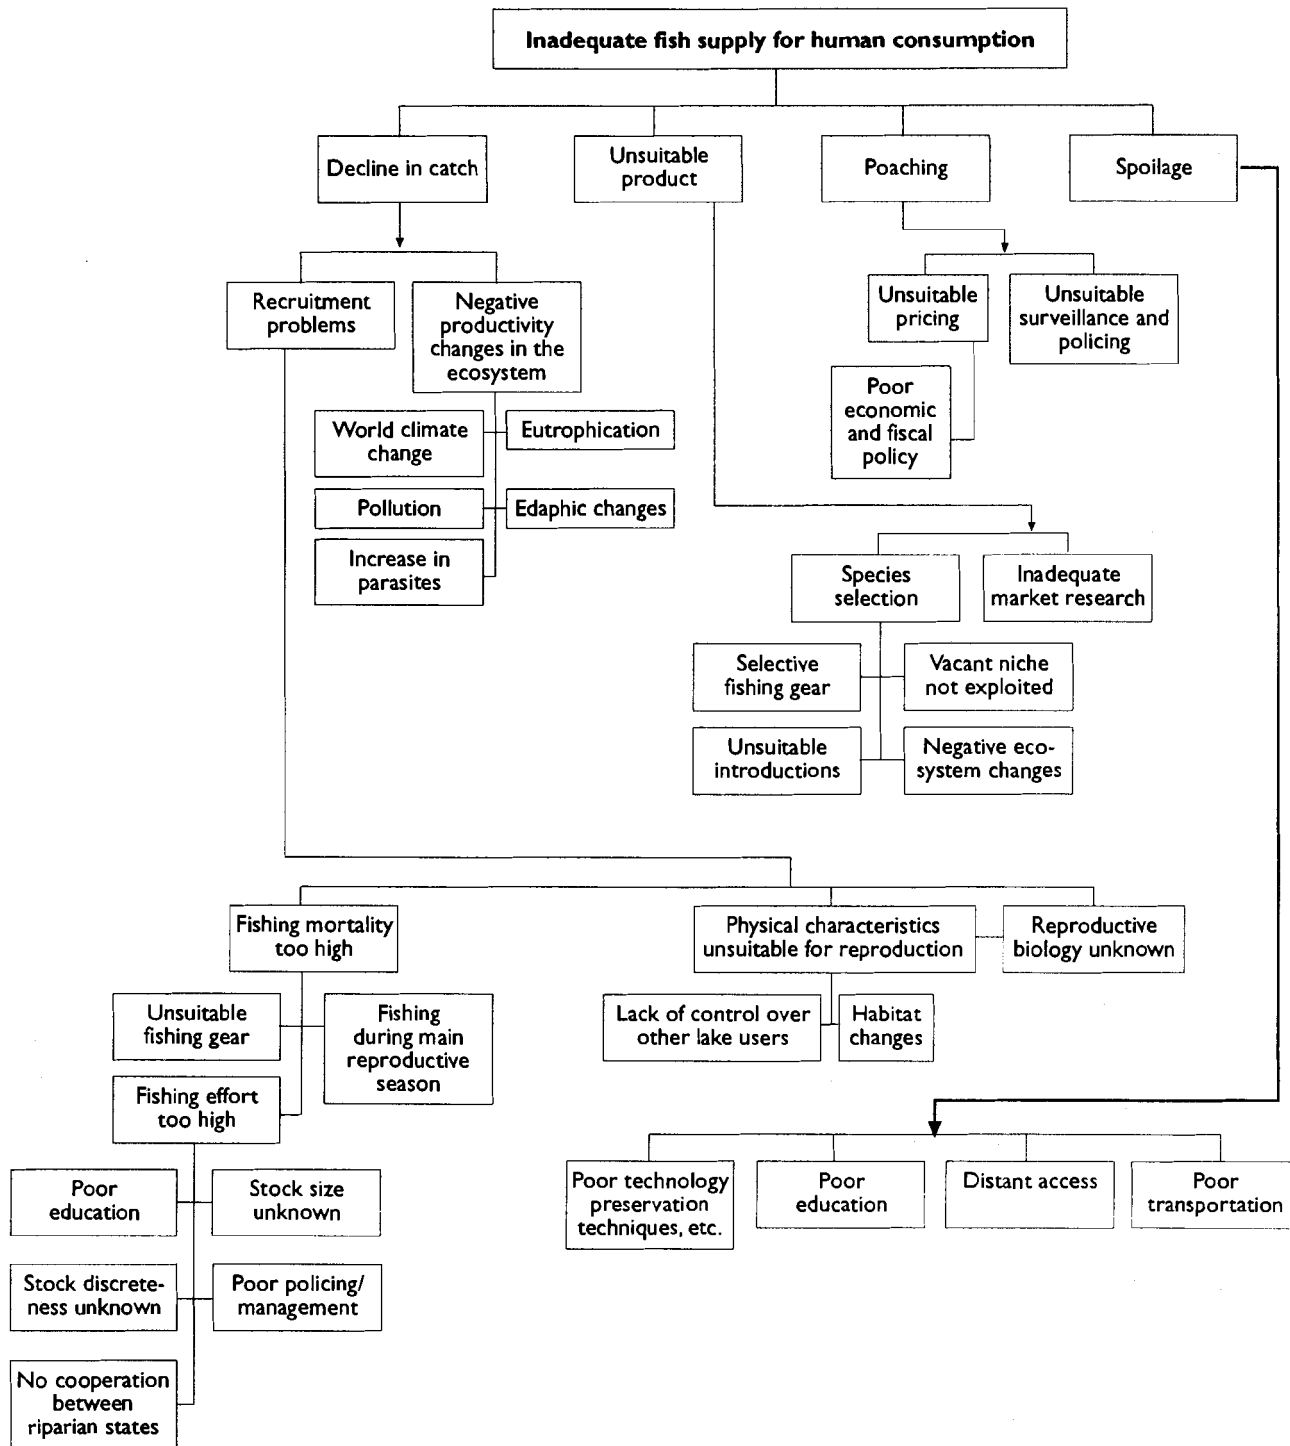 Inadequate fish supply for human consumption
Decline in catch
Unsuitable
product
Poaching
Spoilage
Recruitment
problems
Negative
productivity
changes in the
ecosystem
Unsuitable
pricing
Unsuitable
surveillance and
policing
Poor
economic
and fiscal
policy
World climate
change
Eutrophication
Pollution
Edaphic changes
Increase in
parasites
Species
selection
Inadequate
market research
Selective
fishing gear
Vacant niche
not exploited
Unsuitable
introductions
Negative eco-
system changes
Fishing mortality
too high
Physical characteristics
unsuitable for reproduction
Reproductive
biology unknown
Unsuitable
fishing gear
Fishing
during main
reproductive
season
Lack of control over
other lake users
Habitat
changes
Fishing effort
too high
Poor
education
Stock size
unknown
Poor technology
preservation
techniques, etc.
Poor
education
Distant access
Poor
transportation
Stock discrete-
ness unknown
Poor policing/
management
No cooperation
between
riparian states